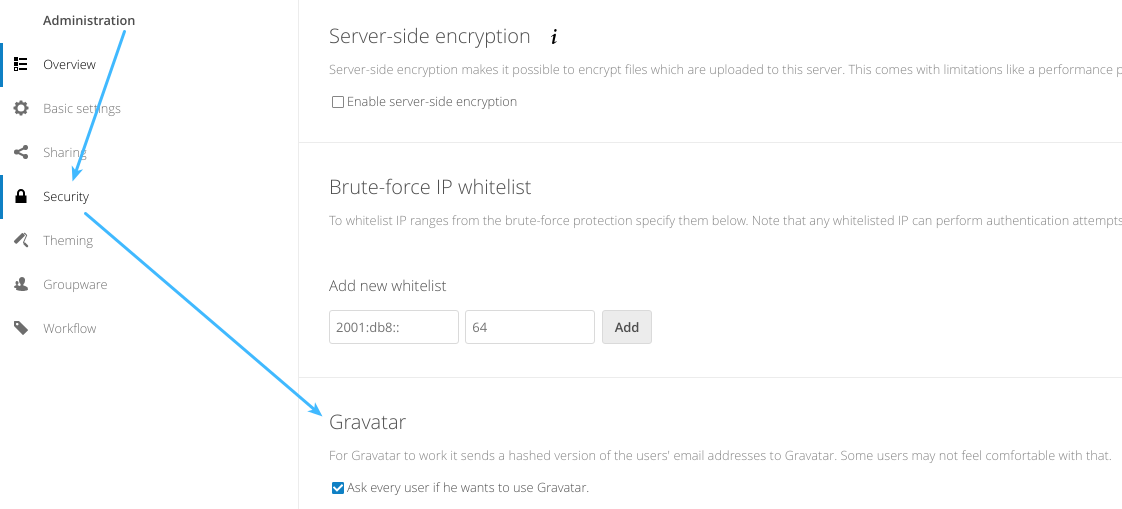 Administration
Overview
Basic settings
Sharing
Security
Theming
Groupware
Workflow
Server-side encryption i
Server-side encryption makes it possible to encrypt files which are uploaded to this server. This comes with limitations like a performance p
Enable server-side encryption
Brute-force IP whitelist
To whitelist IP ranges from the brute-force protection specify them below. Note that any whitelisted IP can perform authentication attempts
Add new whitelist
2001:db8:: 64 Add
Gravatar
For Gravatar to work it sends a hashed version of the users' email addresses to Gravatar. Some users may not feel comfortable with that.
Ask every user if he wants to use Gravatar.